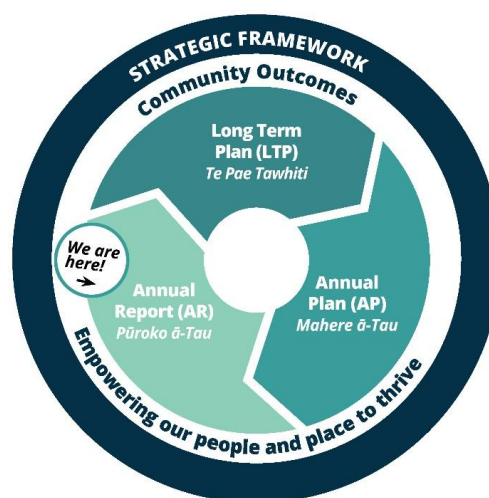 STRATEGIC FRAMEWORK
Community Outcomes
Long Term
Plan (LTP)
Te Pae Tawhiti
We are
here!
Annual
Report (AR)
Pūroko ā-Tau
Annual
Plan (AP)
Mahere ā-Tau
Empowering our people and place to thrive